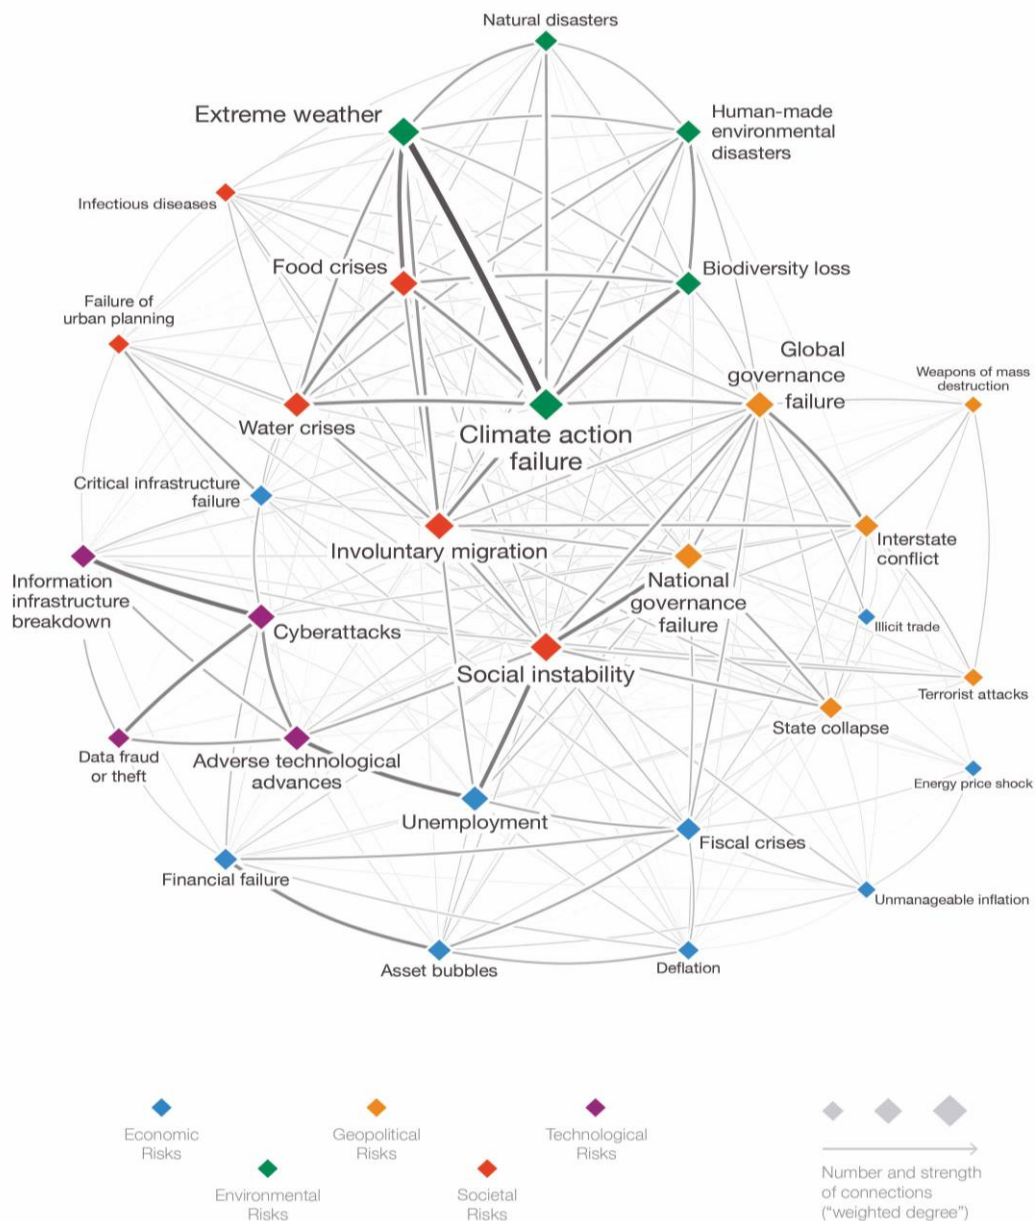 Natural disasters
Extreme weather
Human-made
environmental
disasters
Infectious diseases
Food crises
Biodiversity loss
Failure of
urban planning
Global
governance
failure
Weapons of mass
destruction
Water crises
Climate action
failure
Critical infrastructure
failure
Involuntary migration
Interstate
conflict
Information
infrastructure
breakdown
National
governance
failure
Cyberattacks
Illicit trade
Social instability
Terrorist attacks
State collapse
Data fraud
or theft
Adverse technological
advances
Energy price shock
Unemployment
Fiscal crises
Financial failure
Unmanageable inflation
Asset bubbles
Deflation
Economic
Risks
Geopolitical
Risks
Technological
Risks
Environmental
Risks
Societal
Risks
Number and strength
of connections
("weighted degree")